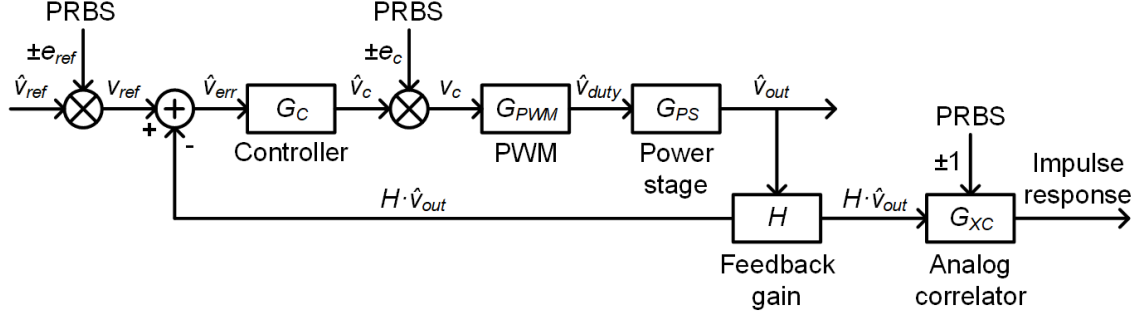 PRBS
PRBS
±e_ref
±e_c
v̂_ref
v_ref
v̂_err
G_C
v̂_c
v_c
G_PWM
v̂_duty
G_PS
v̂_out
+
+
-
Controller
PWM
Power
stage
PRBS
±1
Impulse
response
H·v̂_out
H
H·v̂_out
G_XC
Feedback
gain
Analog
correlator